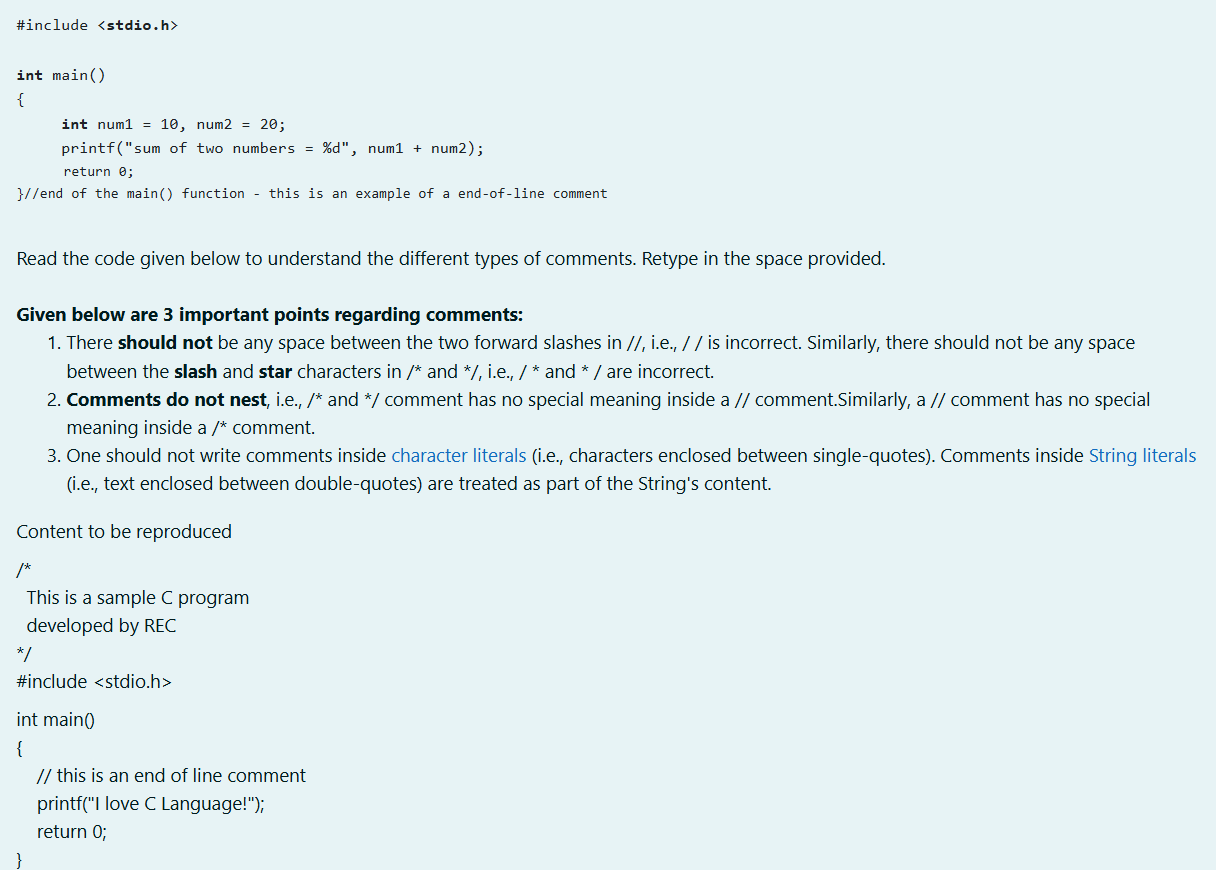 #include <stdio.h>
int main()
{
int num1 = 10, num2 = 20;
printf("sum of two numbers = %d", num1 + num2);
return 0;
}//end of the main() function - this is an example of a end-of-line comment
Read the code given below to understand the different types of comments. Retype in the space provided.
Given below are 3 important points regarding comments:
1. There should not be any space between the two forward slashes in //, i.e., / / is incorrect. Similarly, there should not be any space
between the slash and star characters in /* and */, i.e., / * and * / are incorrect.
2. Comments do not nest, i.e., /* and */ comment has no special meaning inside a // comment.Similarly, a // comment has no special
meaning inside a /* comment.
3. One should not write comments inside character literals (i.e., characters enclosed between single-quotes). Comments inside String literals
(i.e., text enclosed between double-quotes) are treated as part of the String's content.
Content to be reproduced
/*
This is a sample C program
developed by REC
*/
#include <stdio.h>
int main()
{
// this is an end of line comment
printf("I love C Language!");
return 0;
}